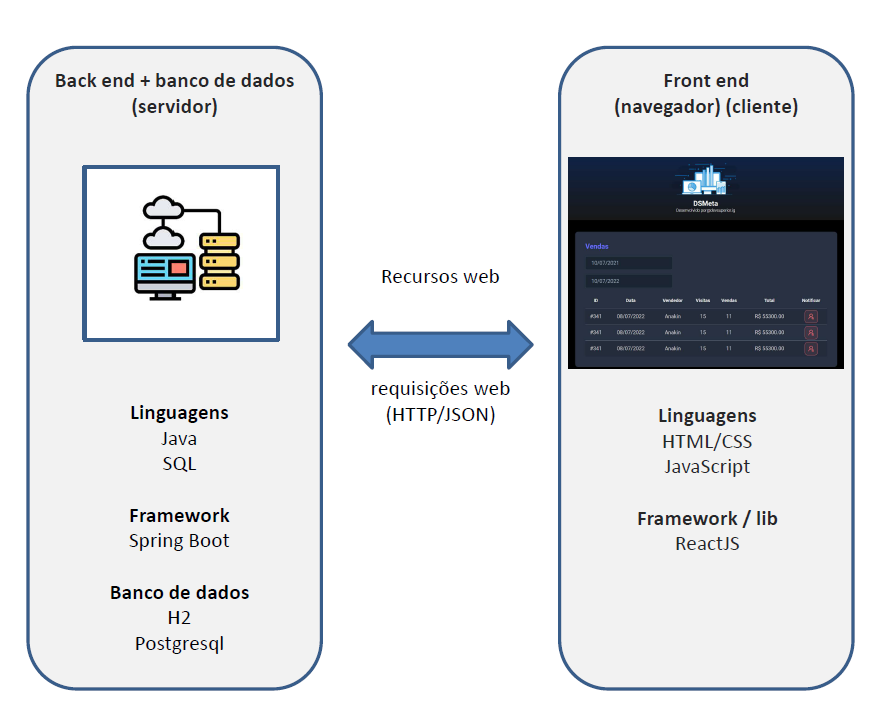 Back end + banco de dados
(servidor)
Linguagens
Java
SQL
Framework
Spring Boot
Banco de dados
H2
Postgresql
Recursos web
requisições web
(HTTP/JSON)
Front end
(navegador) (cliente)
DSMeta
Vendas
10/07/2021
10/07/2022
ID Data Vendedor Visitas Vendas Total Notificar
#341 08/07/2022 Anakin 15 11 R$ 55300.00
#341 08/07/2022 Anakin 15 11 R$ 55300.00
#341 08/07/2022 Anakin 15 11 R$ 55300.00
Linguagens
HTML/CSS
JavaScript
Framework / lib
ReactJS